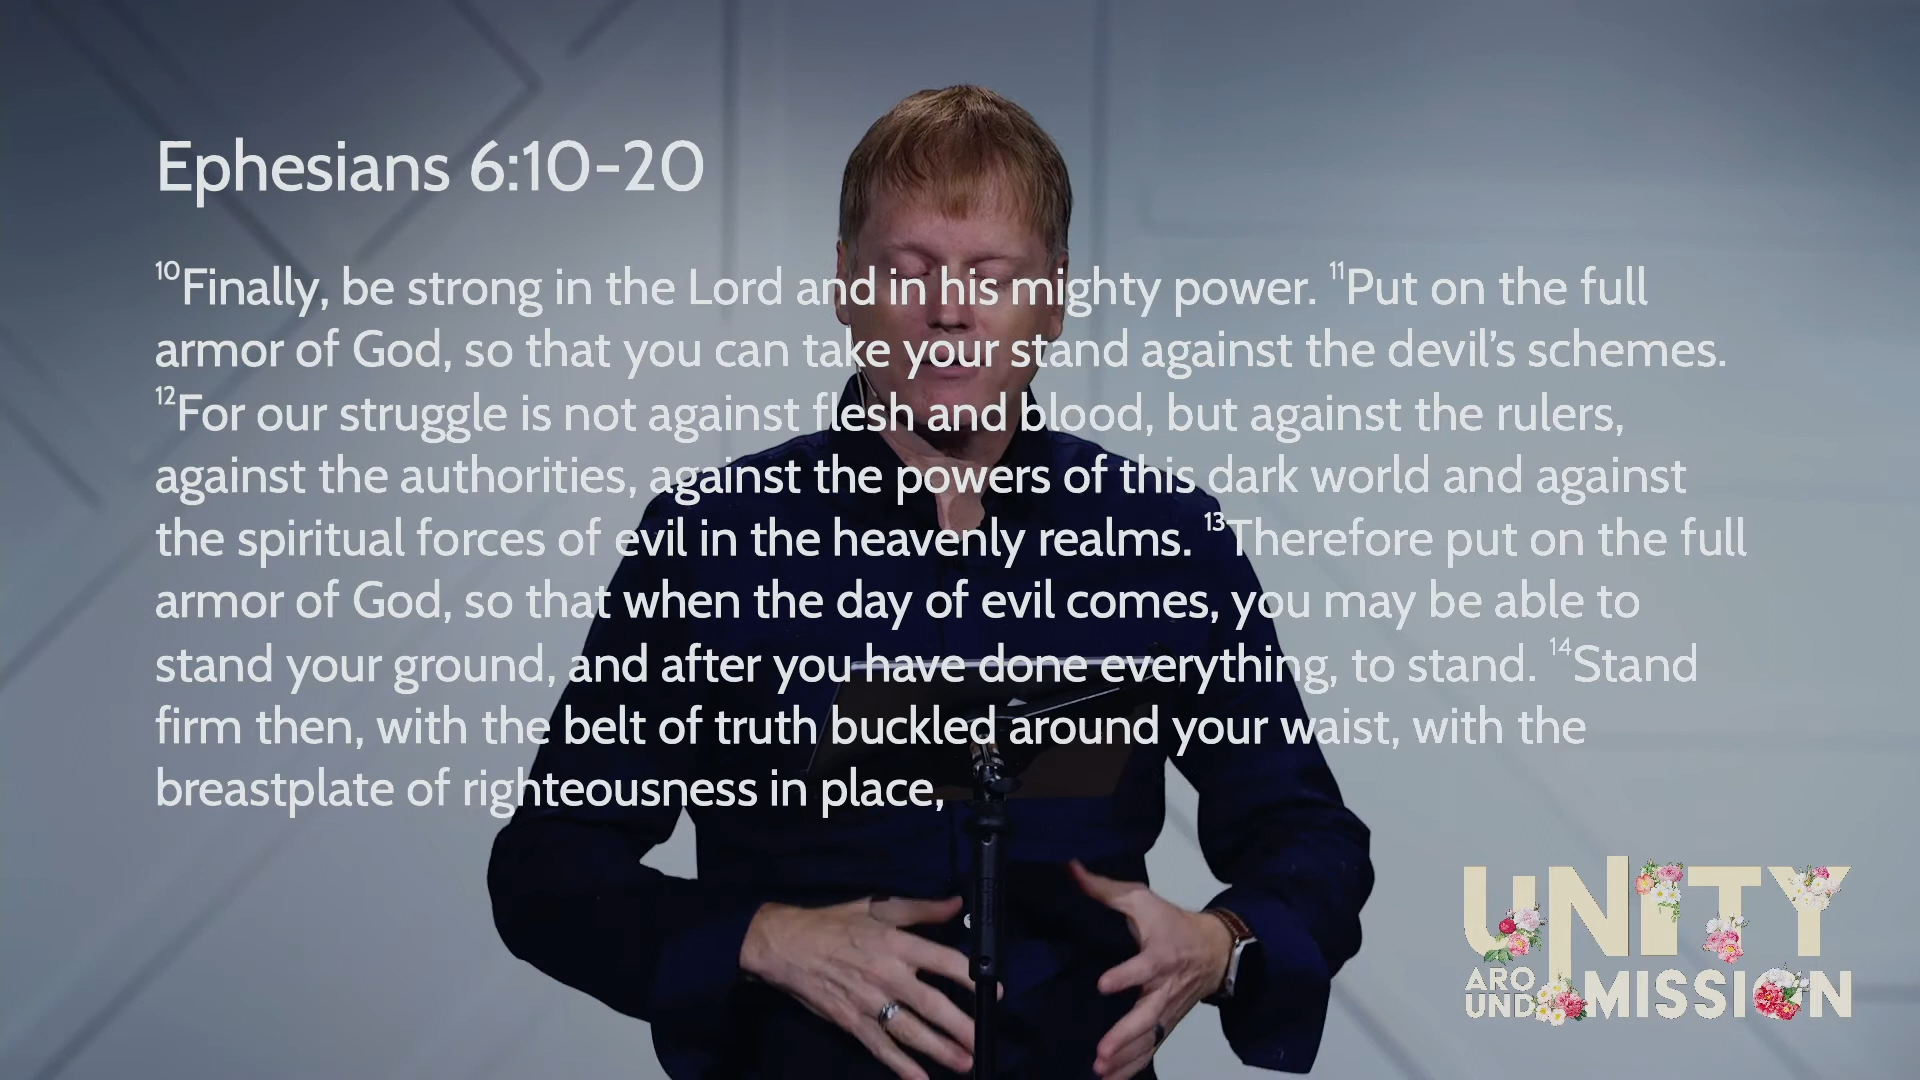 Ephesians 6:10-20
¹⁰Finally, be strong in the Lord and in his mighty power. ¹¹Put on the full
armor of God, so that you can take your stand against the devil’s schemes.
¹²For our struggle is not against flesh and blood, but against the rulers,
against the authorities, against the powers of this dark world and against
the spiritual forces of evil in the heavenly realms. ¹³Therefore put on the full
armor of God, so that when the day of evil comes, you may be able to
stand your ground, and after you have done everything, to stand. ¹⁴Stand
firm then, with the belt of truth buckled around your waist, with the
breastplate of righteousness in place,
UNITY
ARO
UND MISSION